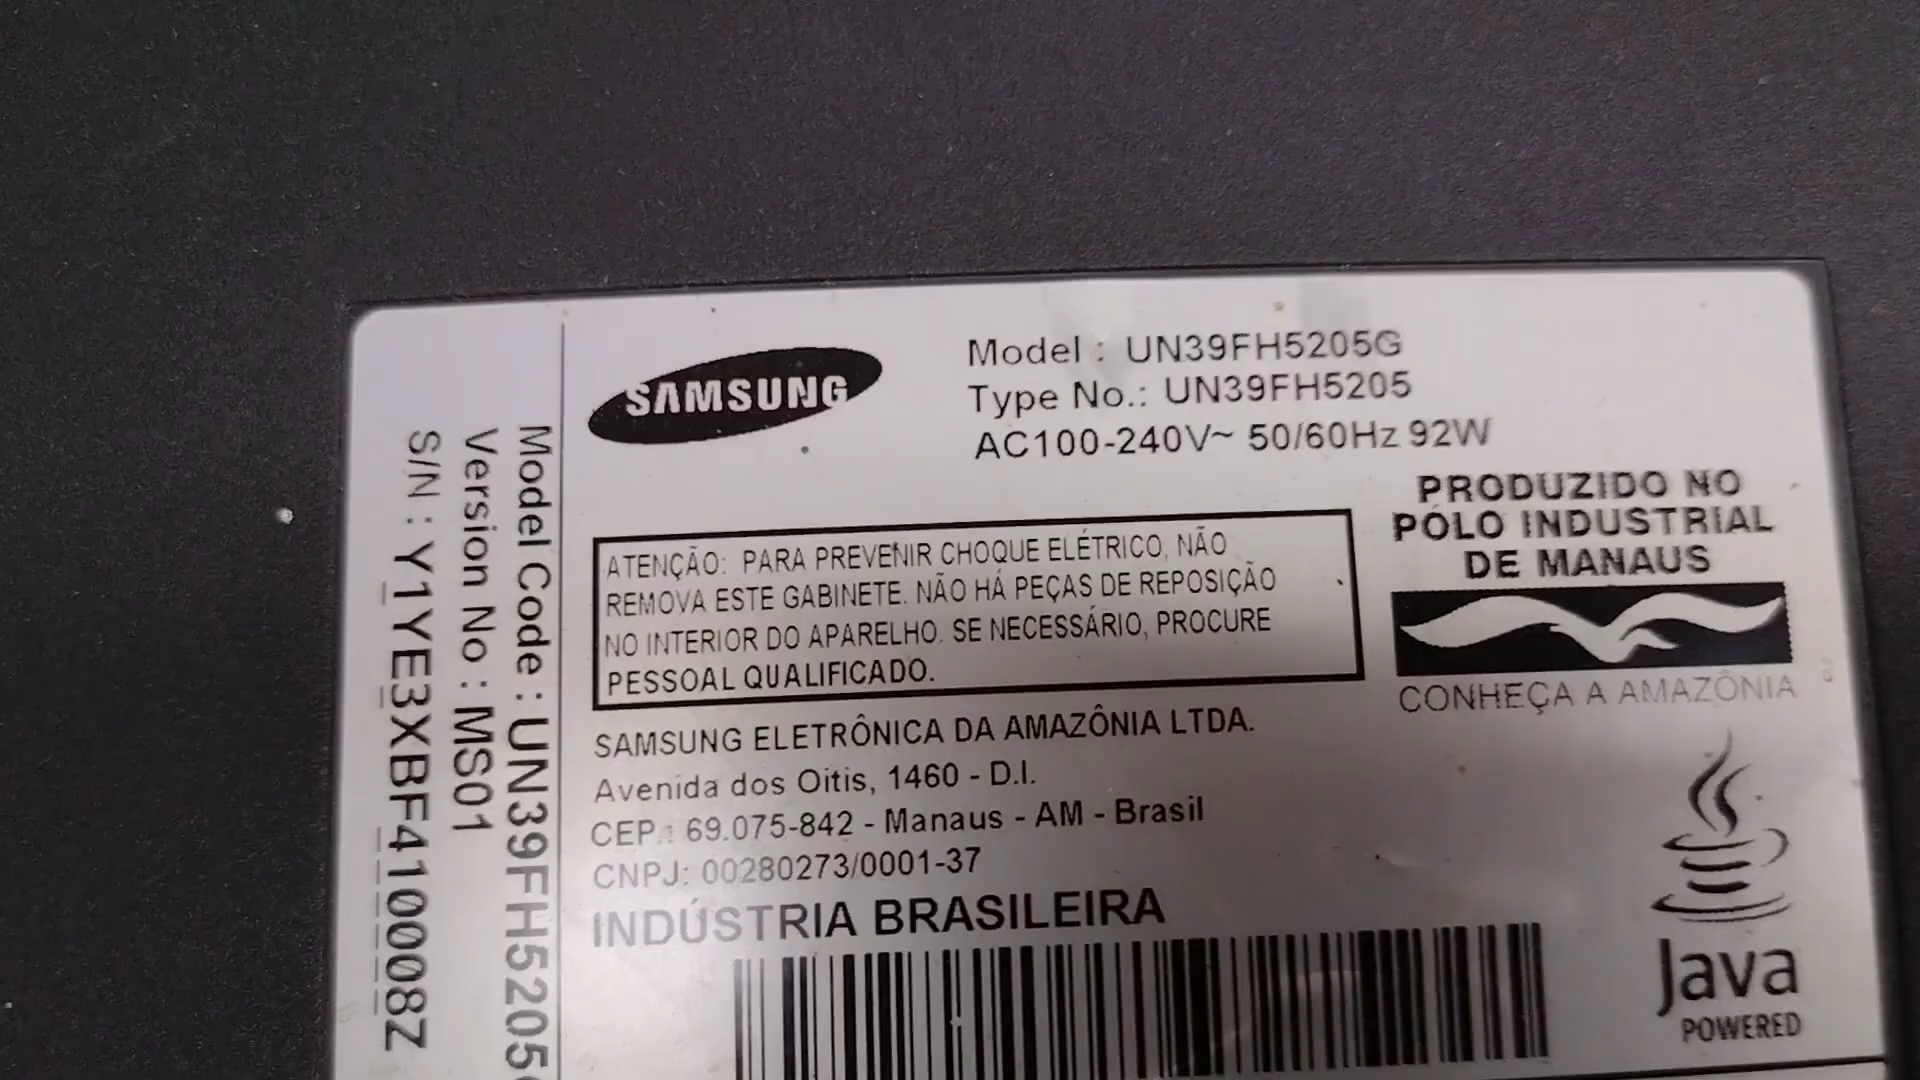 SAMSUNG
Model : UN39FH5205G
Type No.: UN39FH5205
AC100-240V~ 50/60Hz 92W
PRODUZIDO NO
PÓLO INDUSTRIAL
DE MANAUS
CONHEÇA A AMAZÔNIA
ATENÇÃO: PARA PREVENIR CHOQUE ELÉTRICO, NÃO
REMOVA ESTE GABINETE. NÃO HÁ PEÇAS DE REPOSIÇÃO
NO INTERIOR DO APARELHO. SE NECESSÁRIO, PROCURE
PESSOAL QUALIFICADO.
SAMSUNG ELETRÔNICA DA AMAZÔNIA LTDA.
Avenida dos Oitis, 1460 - D.I.
CEP.: 69.075-842 - Manaus - AM - Brasil
CNPJ: 00280273/0001-37
INDÚSTRIA BRASILEIRA
Java
POWERED
Model Code : UN39FH5205
Version No : MS01
S/N : Y1YE3XBF410008Z